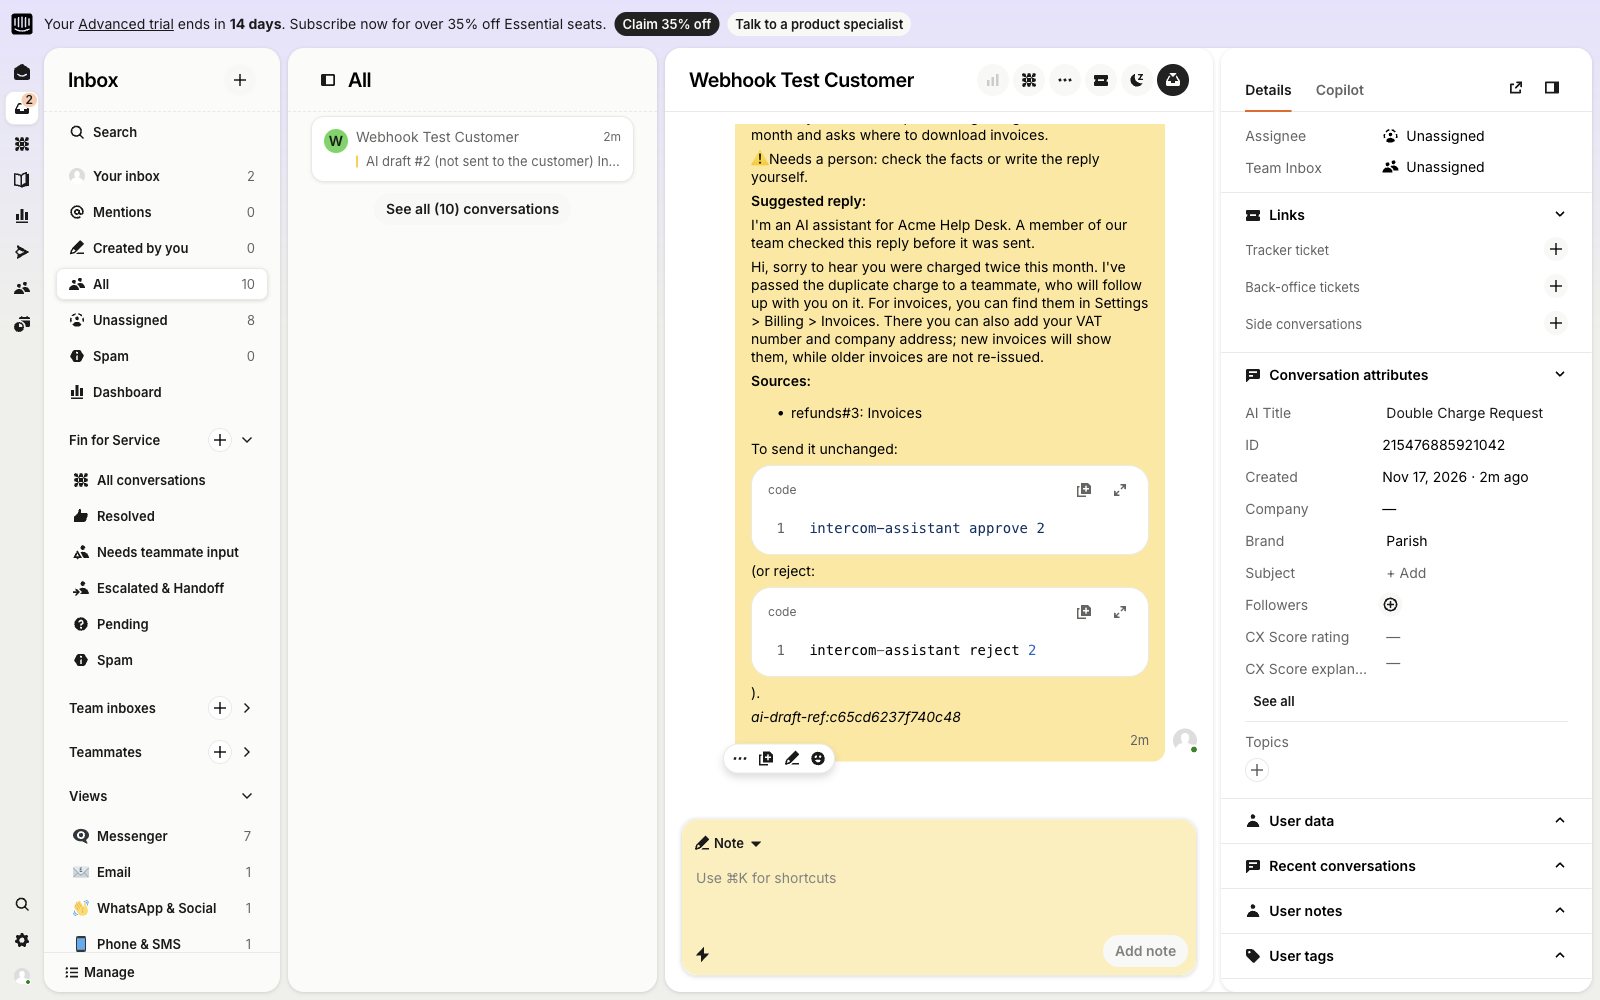 Your Advanced trial ends in 14 days. Subscribe now for over 35% off Essential seats.
Claim 35% off
Talk to a product specialist
2
Inbox
Search
Your inbox 2
Mentions 0
Created by you 0
All 10
Unassigned 8
Spam 0
Dashboard
Fin for Service
All conversations
Resolved
Needs teammate input
Escalated & Handoff
Pending
Spam
Team inboxes
Teammates
Views
Messenger 7
Email 1
WhatsApp & Social 1
Phone & SMS 1
Manage
All
W
Webhook Test Customer 2m
AI draft #2 (not sent to the customer) In...
See all (10) conversations
Webhook Test Customer
month and asks where to download invoices.
⚠️Needs a person: check the facts or write the reply
yourself.
Suggested reply:
I'm an AI assistant for Acme Help Desk. A member of our
team checked this reply before it was sent.
Hi, sorry to hear you were charged twice this month. I've
passed the duplicate charge to a teammate, who will follow
up with you on it. For invoices, you can find them in Settings
> Billing > Invoices. There you can also add your VAT
number and company address; new invoices will show
them, while older invoices are not re-issued.
Sources:
• refunds#3: Invoices
To send it unchanged:
code
1 intercom-assistant approve 2
(or reject:
code
1 intercom-assistant reject 2
).
ai-draft-ref:c65cd6237f740c48
2m
Note
Use ⌘K for shortcuts
Add note
Details
Copilot
Assignee Unassigned
Team Inbox Unassigned
Links
Tracker ticket
Back-office tickets
Side conversations
Conversation attributes
AI Title Double Charge Request
ID 215476885921042
Created Nov 17, 2026 · 2m ago
Company —
Brand Parish
Subject + Add
Followers
CX Score rating —
CX Score explan... —
See all
Topics
User data
Recent conversations
User notes
User tags